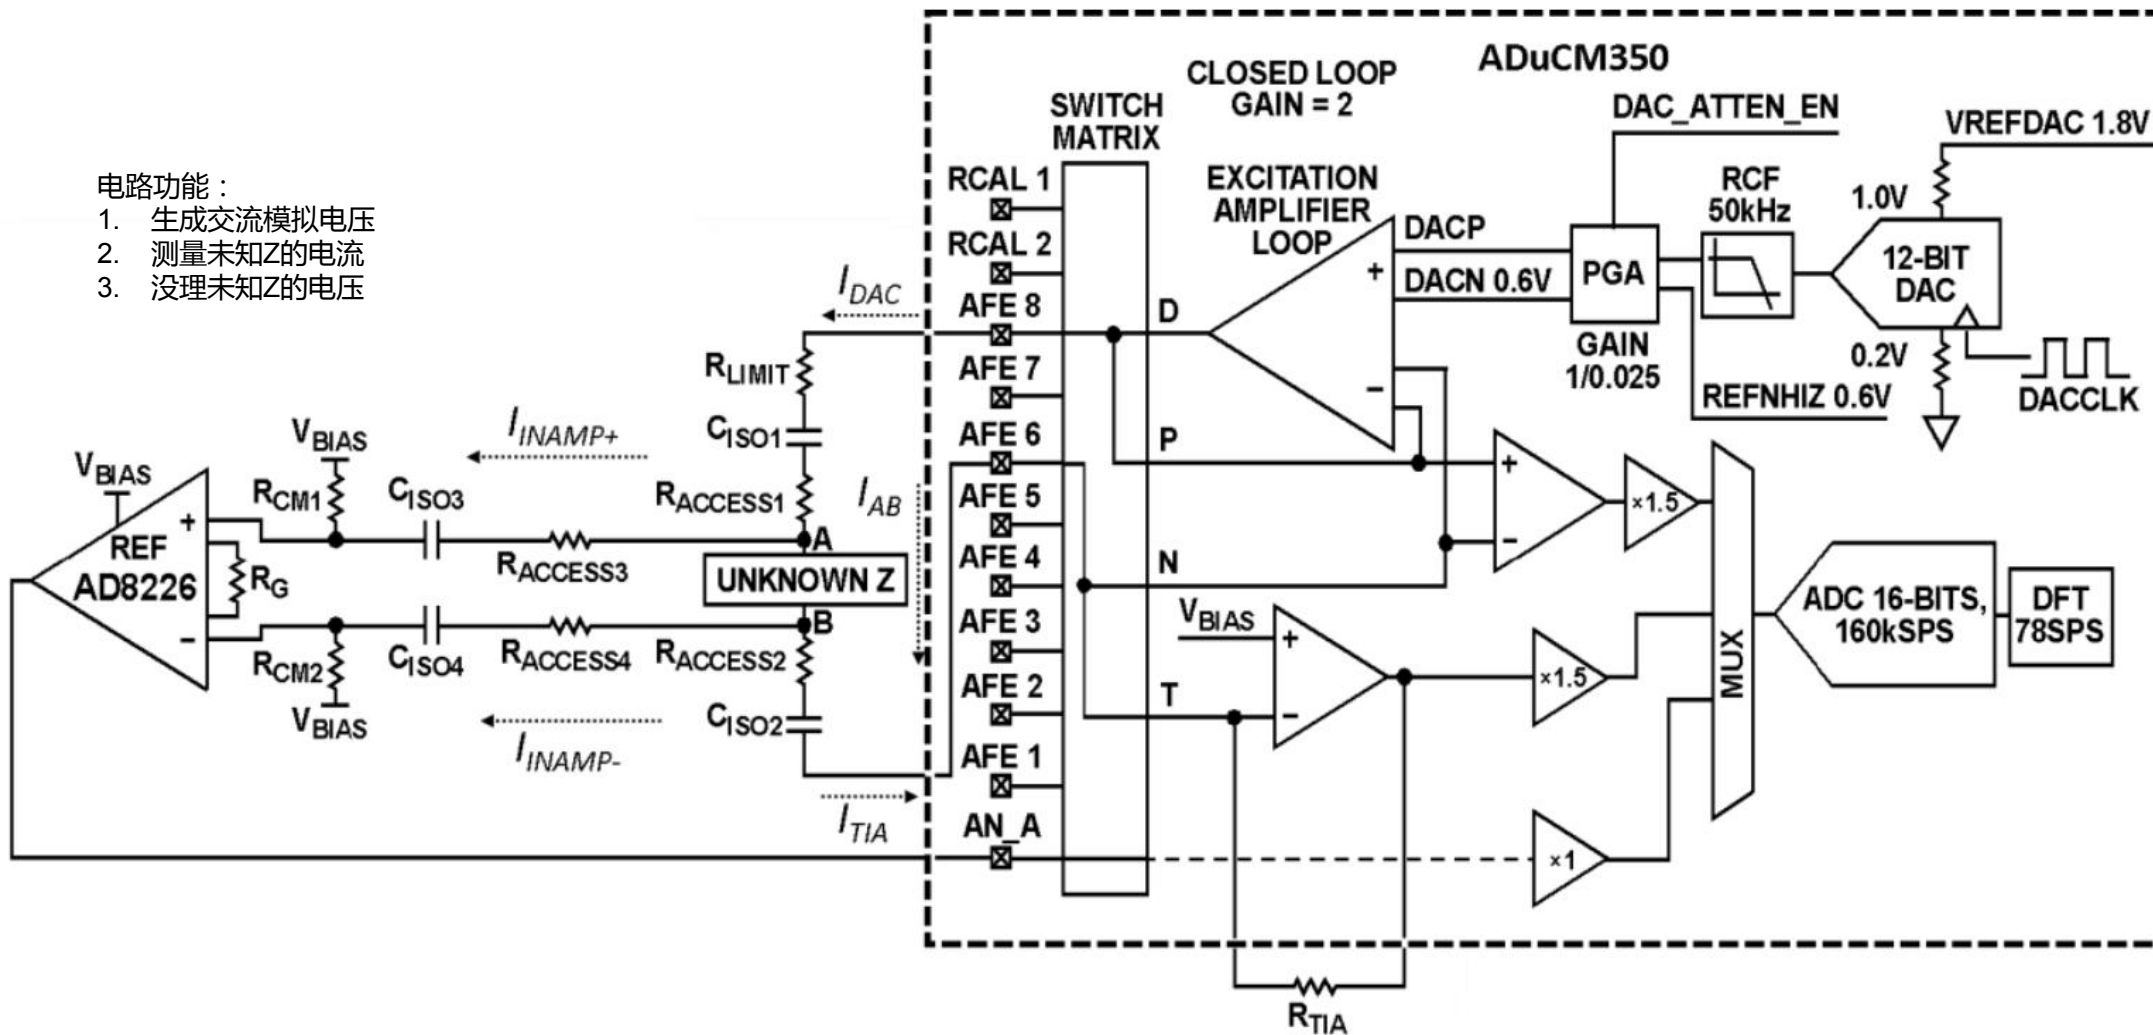 ADuCM350
CLOSED LOOP
GAIN = 2
SWITCH
MATRIX
DAC_ATTEN_EN
VREFDAC 1.8V
电路功能：
1. 生成交流模拟电压
2. 测量未知Z的电流
3. 没理未知Z的电压
RCAL 1
EXCITATION
AMPLIFIER
LOOP
RCF
50kHz
1.0V
RCAL 2
DACP
+
DACN 0.6V
PGA
12-BIT
DAC
IDAC
AFE 8
D
GAIN
1/0.025
0.2V
RLIMIT
AFE 7
−
REFNHIZ 0.6V
DACCLK
VBIAS
IINAMP+
CISO1
AFE 6
P
VBIAS
RCM1
CISO3
RACCESS1
IAB
AFE 5
+
×1.5
+
REF
AD8226
RG
RACCESS3
A
UNKNOWN Z
AFE 4
N
−
ADC 16-BITS,
160kSPS
DFT
78SPS
−
B
AFE 3
VBIAS
+
MUX
RCM2
CISO4
RACCESS4
RACCESS2
×1.5
VBIAS
IINAMP-
CISO2
AFE 2
T
−
AFE 1
ITIA
AN_A
×1
RTIA